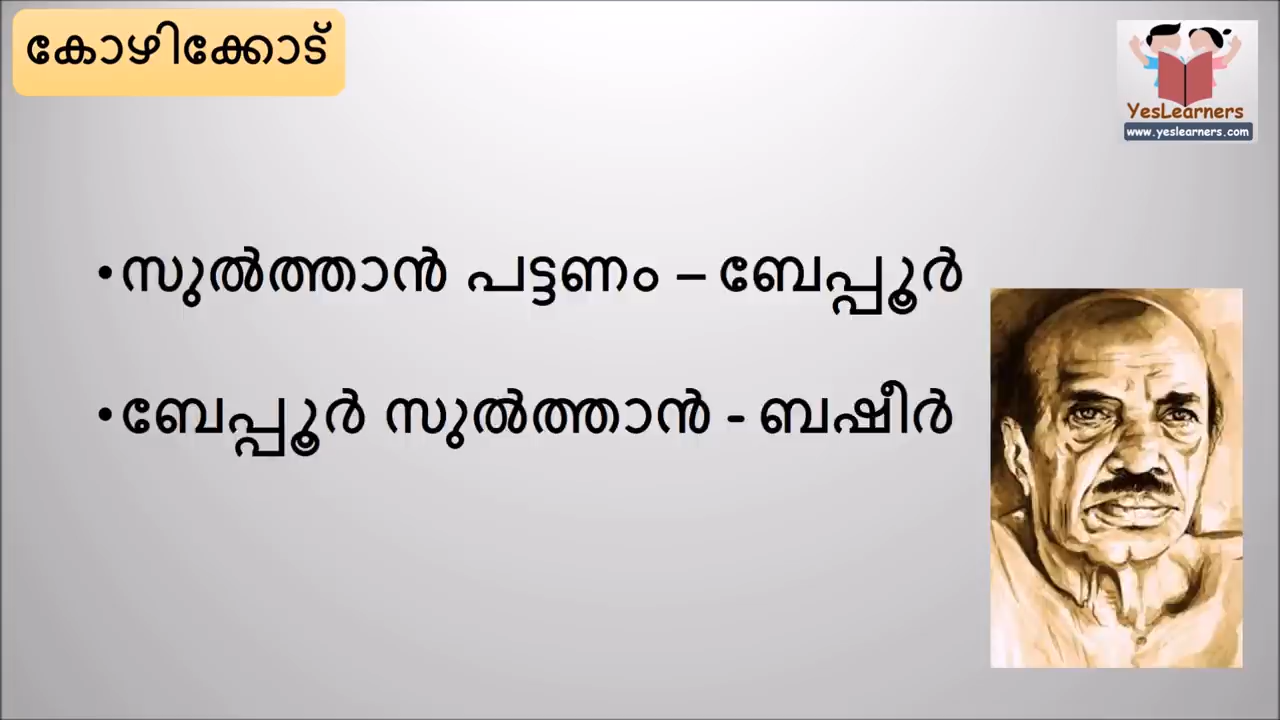 കോഴിക്കോട്
YesLearners
www.yeslearners.com
•സുൽത്താൻ പട്ടണം – ബേപ്പൂർ
•ബേപ്പൂർ സുൽത്താൻ - ബഷീർ